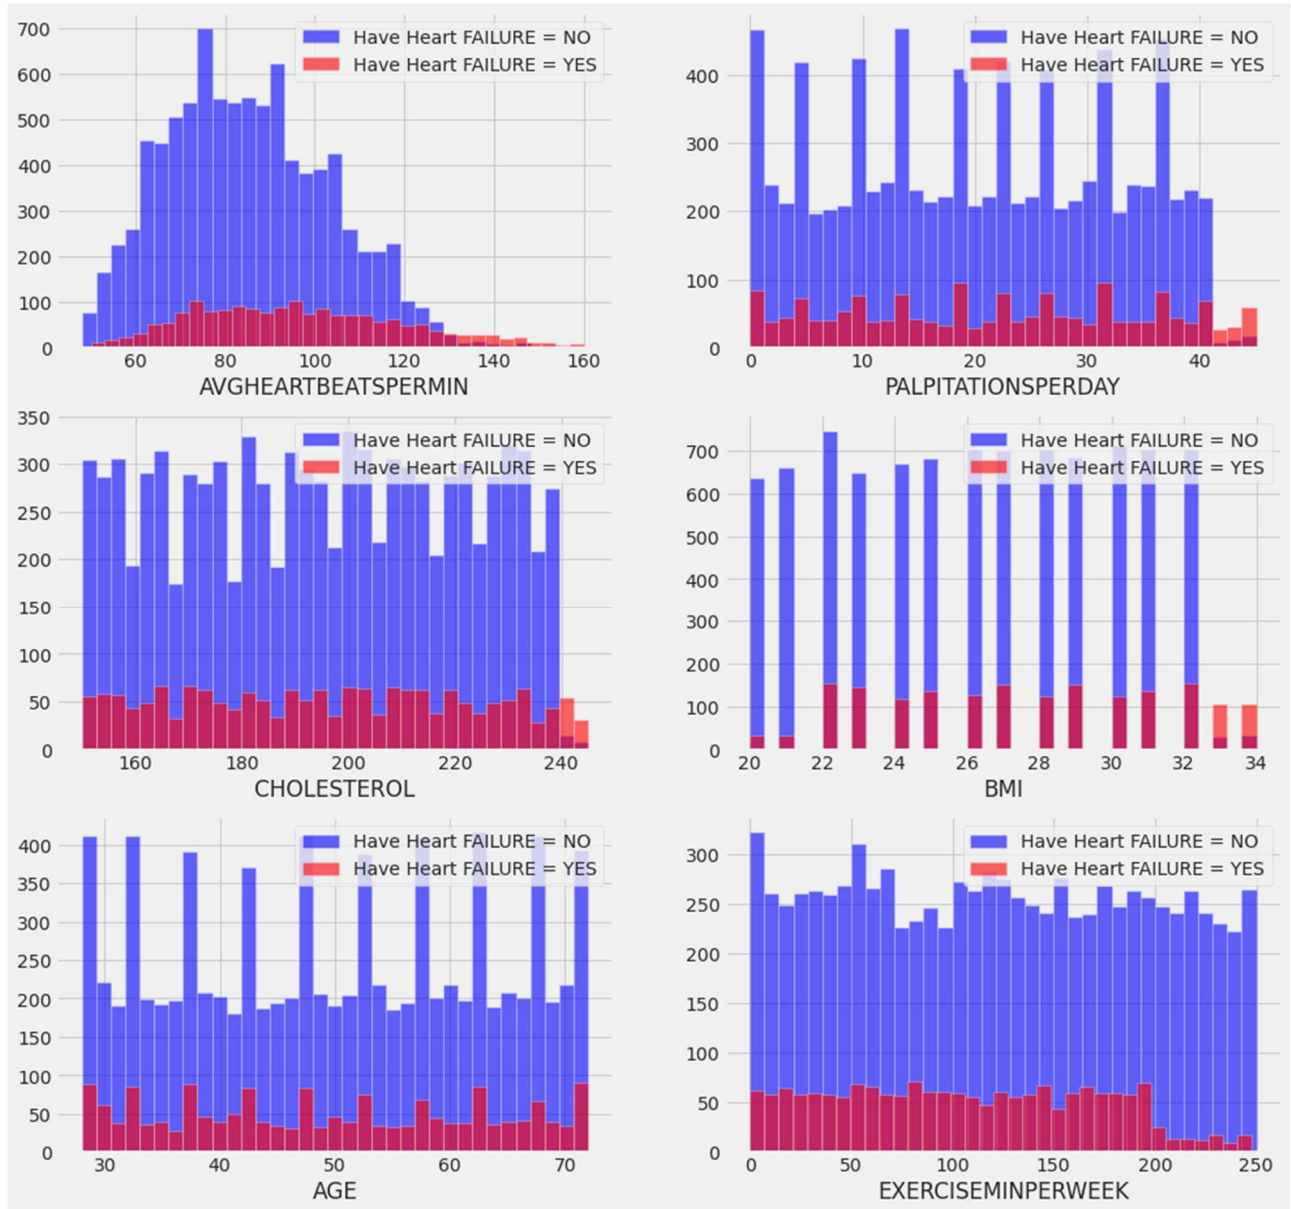 700
600
500
400
300
200
100
0
Have Heart FAILURE = NO
Have Heart FAILURE = YES
60 80 100 120 140 160
AVGHEARTBEATSPERMIN
400
300
200
100
0
Have Heart FAILURE = NO
Have Heart FAILURE = YES
0 10 20 30 40
PALPITATIONSPERDAY
350
300
250
200
150
100
50
0
Have Heart FAILURE = NO
Have Heart FAILURE = YES
160 180 200 220 240
CHOLESTEROL
700
600
500
400
300
200
100
0
Have Heart FAILURE = NO
Have Heart FAILURE = YES
20 22 24 26 28 30 32 34
BMI
400
350
300
250
200
150
100
50
0
Have Heart FAILURE = NO
Have Heart FAILURE = YES
30 40 50 60 70
AGE
300
250
200
150
100
50
0
Have Heart FAILURE = NO
Have Heart FAILURE = YES
0 50 100 150 200 250
EXERCISEMINPERWEEK